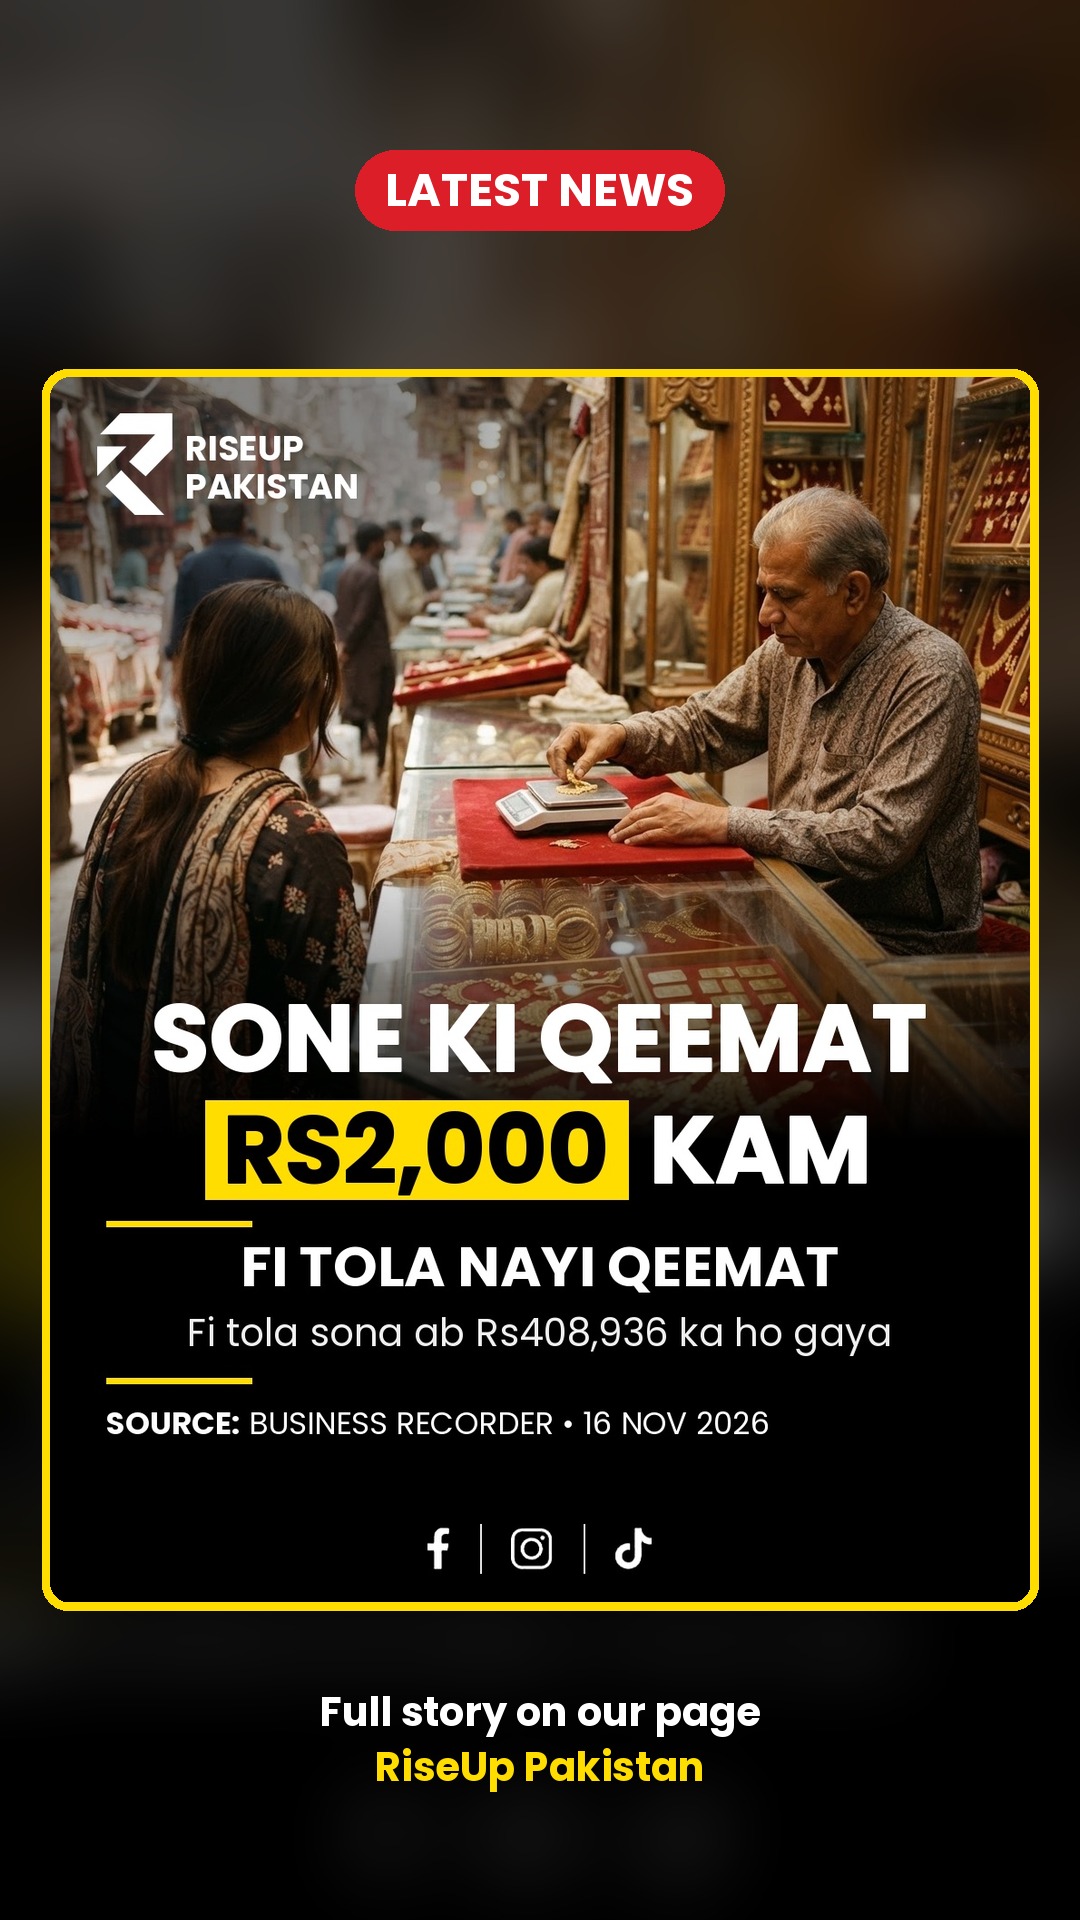 LATEST NEWS
RISEUP
PAKISTAN
SONE KI QEEMAT
RS2,000 KAM
FI TOLA NAYI QEEMAT
Fi tola sona ab Rs408,936 ka ho gaya
SOURCE: BUSINESS RECORDER • 16 NOV 2026
Full story on our page
RiseUp Pakistan